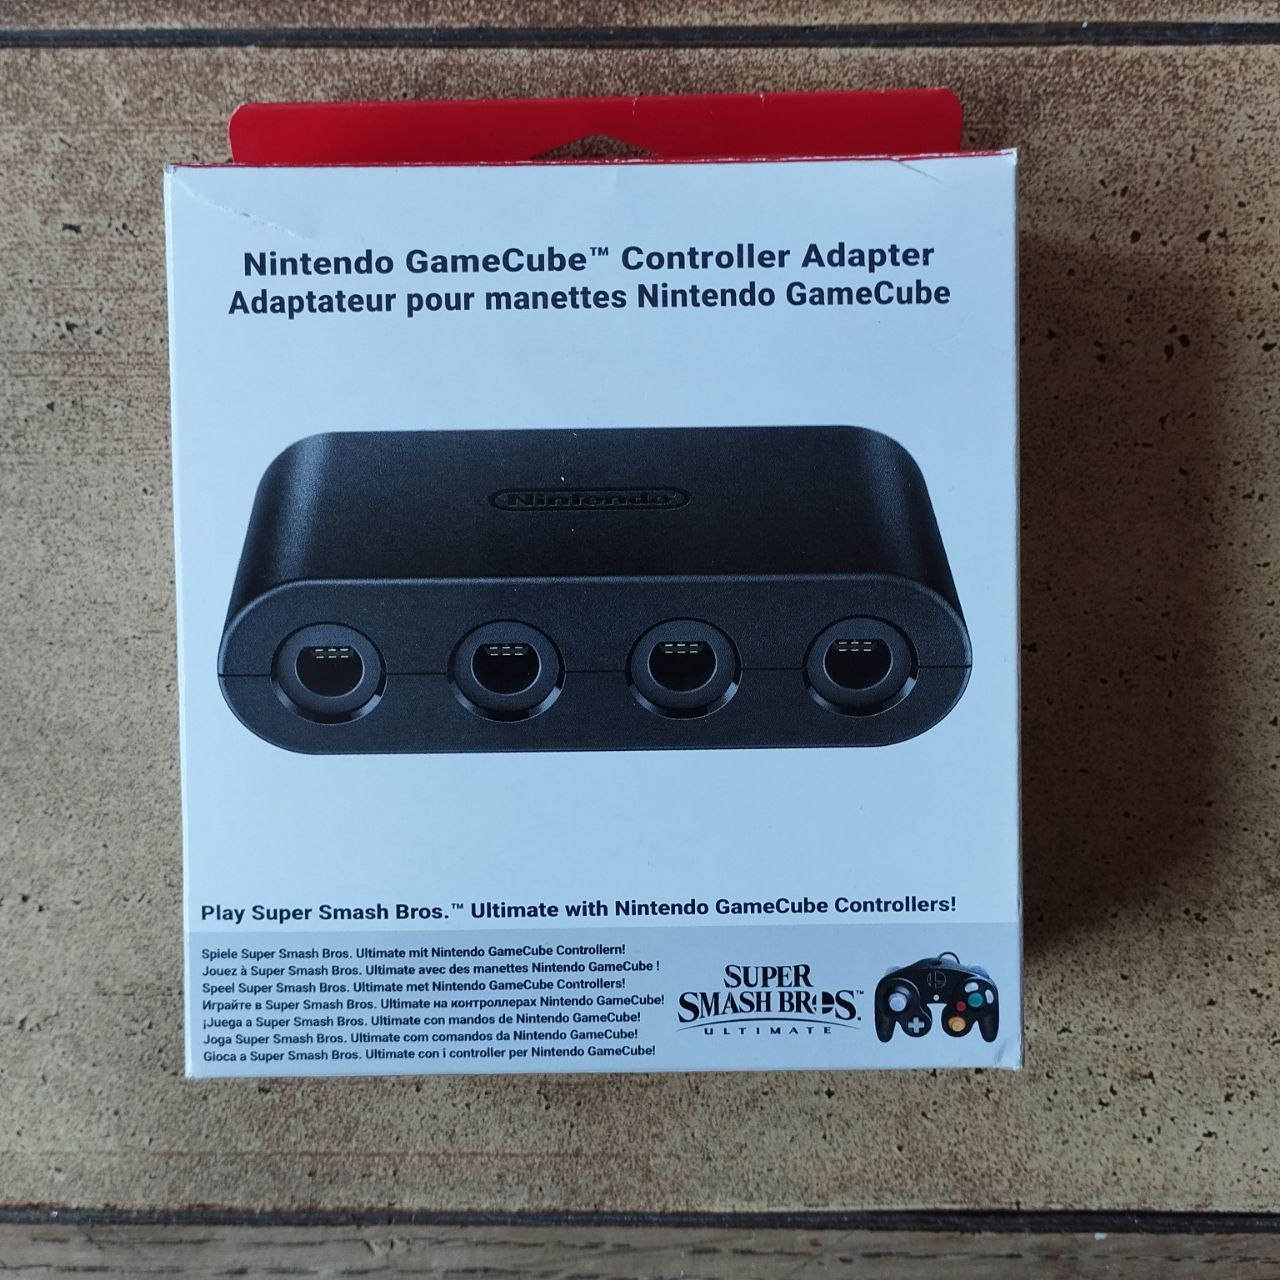 Nintendo GameCube™ Controller Adapter
Adaptateur pour manettes Nintendo GameCube
Nintendo
Play Super Smash Bros.™ Ultimate with Nintendo GameCube Controllers!
Spiele Super Smash Bros. Ultimate mit Nintendo GameCube Controllern!
Jouez à Super Smash Bros. Ultimate avec des manettes Nintendo GameCube !
Speel Super Smash Bros. Ultimate met Nintendo GameCube Controllers!
Играйте в Super Smash Bros. Ultimate на контроллерах Nintendo GameCube!
¡Juega a Super Smash Bros. Ultimate con mandos de Nintendo GameCube!
Joga Super Smash Bros. Ultimate com comandos da Nintendo GameCube!
Gioca a Super Smash Bros. Ultimate con i controller per Nintendo GameCube!
SUPER
SMASH BROS.™
ULTIMATE